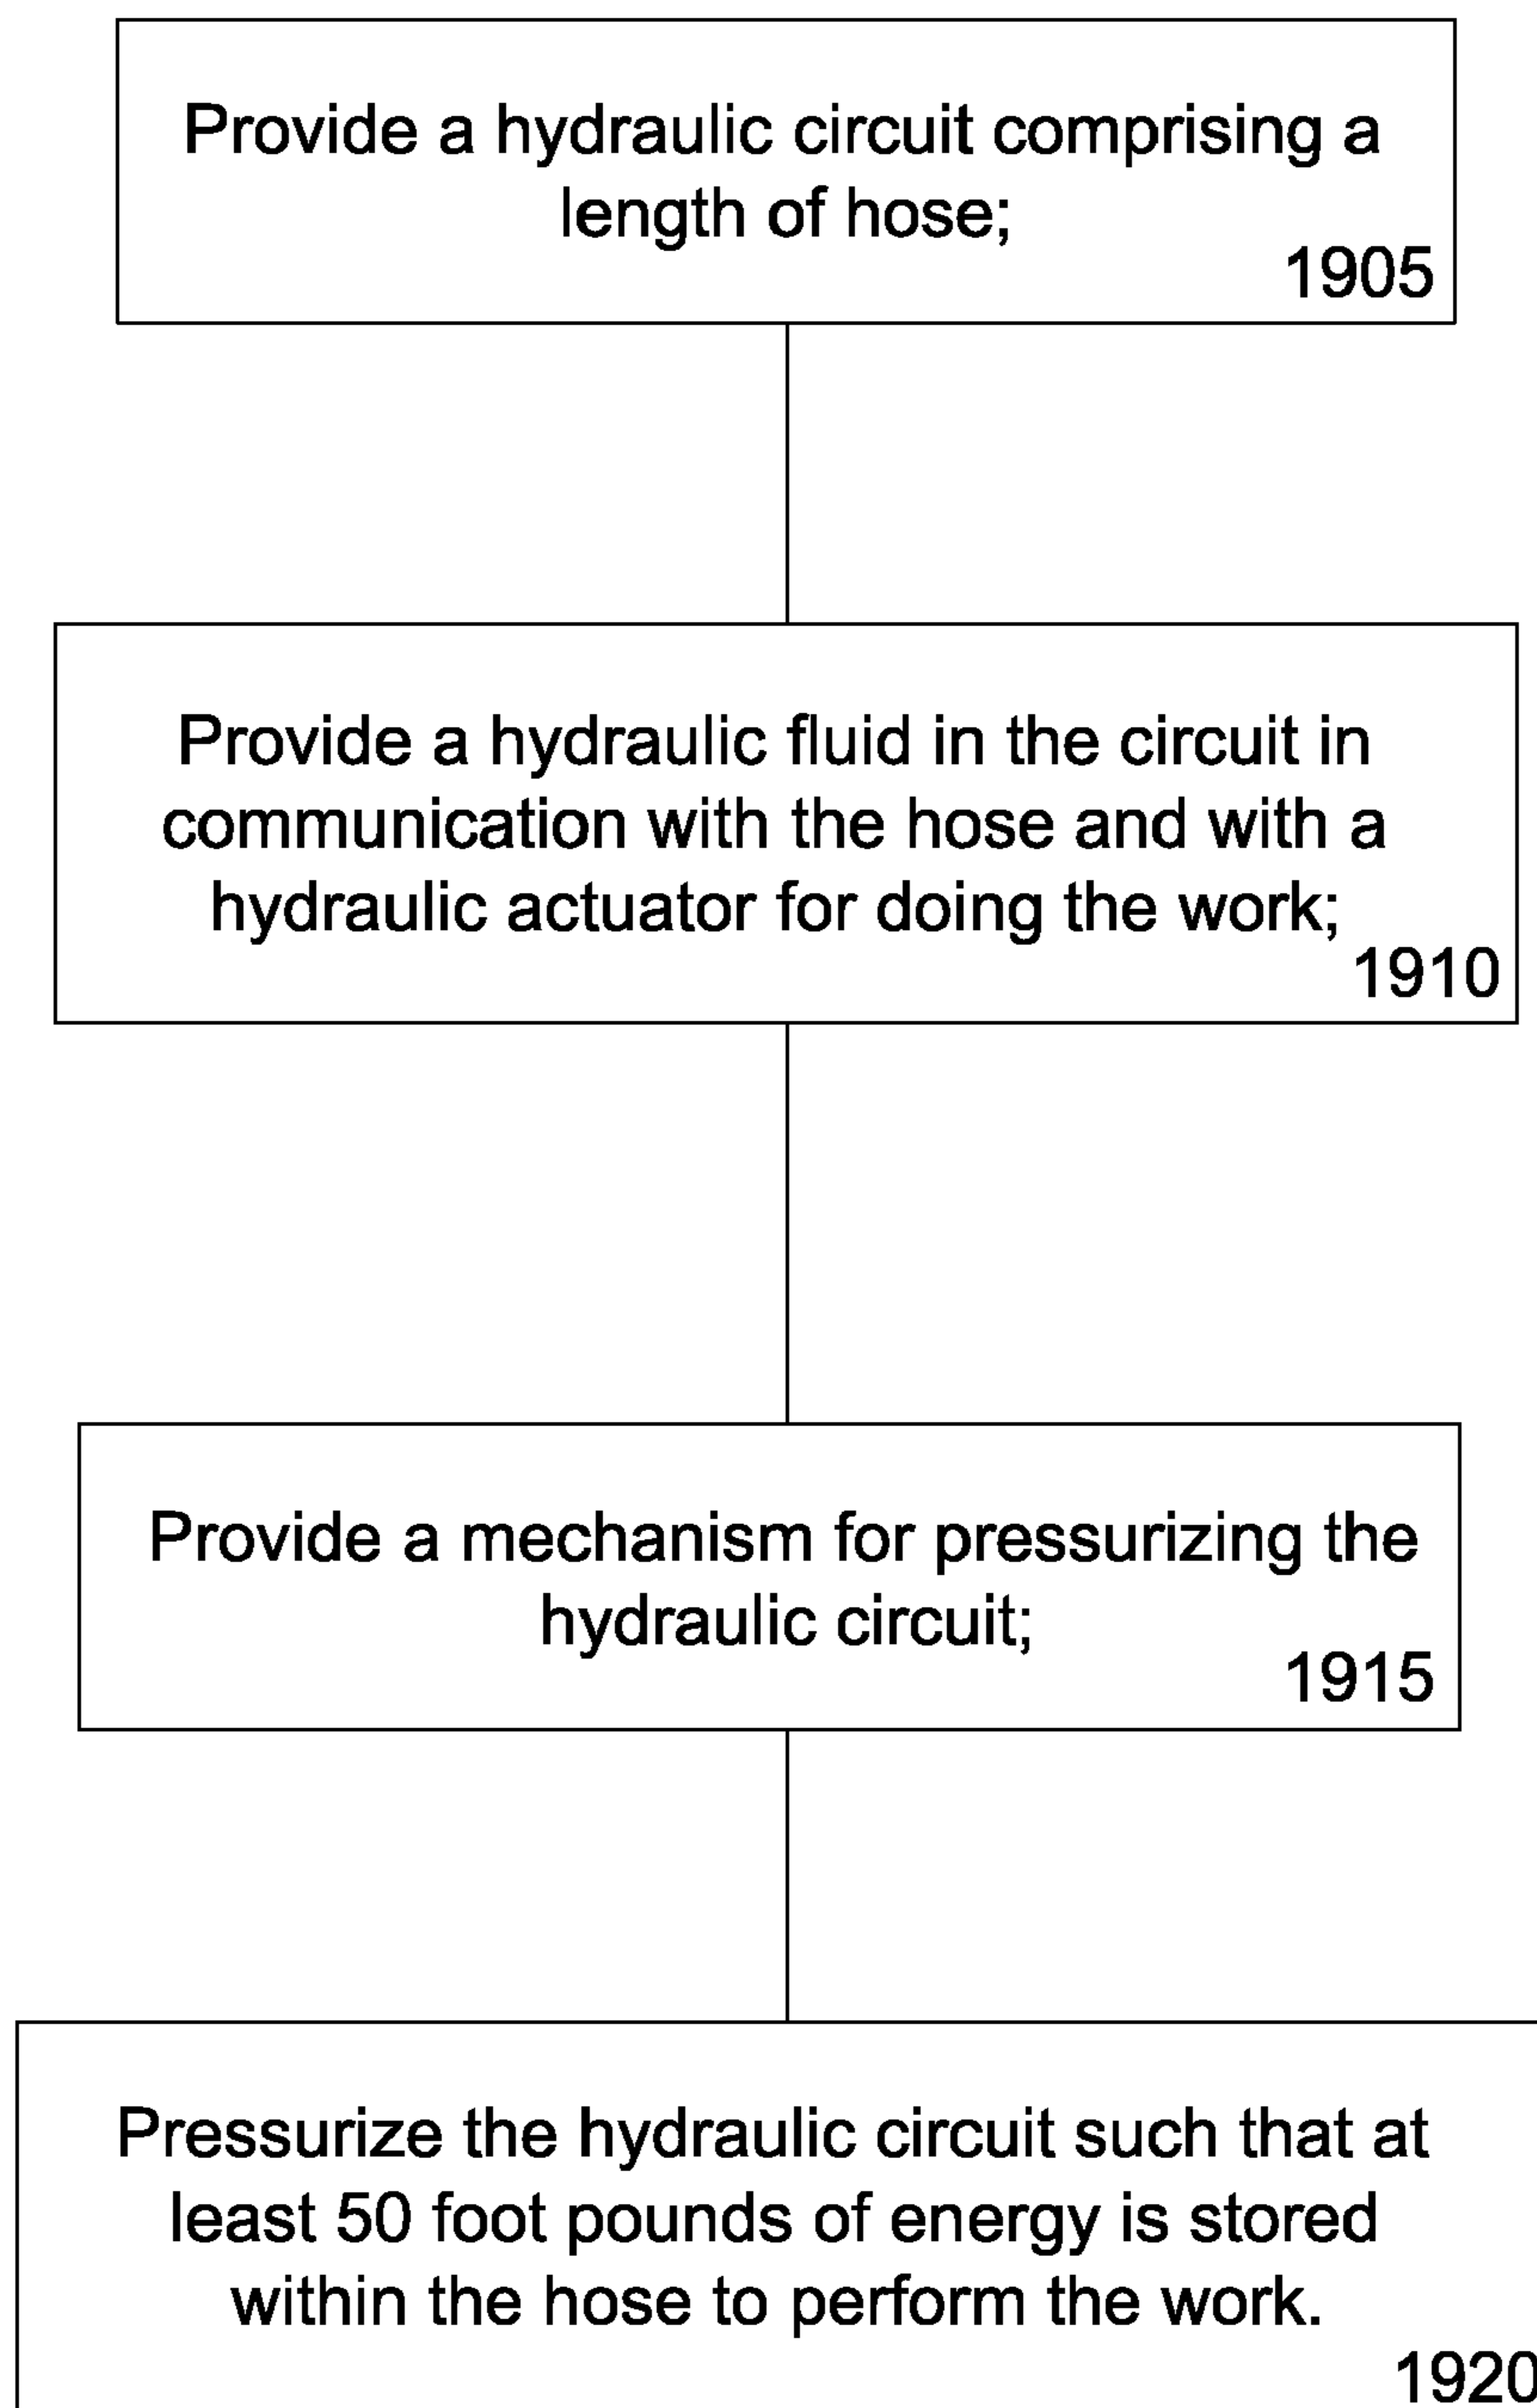 Provide a hydraulic circuit comprising a
length of hose;
1905
Provide a hydraulic fluid in the circuit in
communication with the hose and with a
hydraulic actuator for doing the work;
1910
Provide a mechanism for pressurizing the
hydraulic circuit;
1915
Pressurize the hydraulic circuit such that at
least 50 foot pounds of energy is stored
within the hose to perform the work.
1920